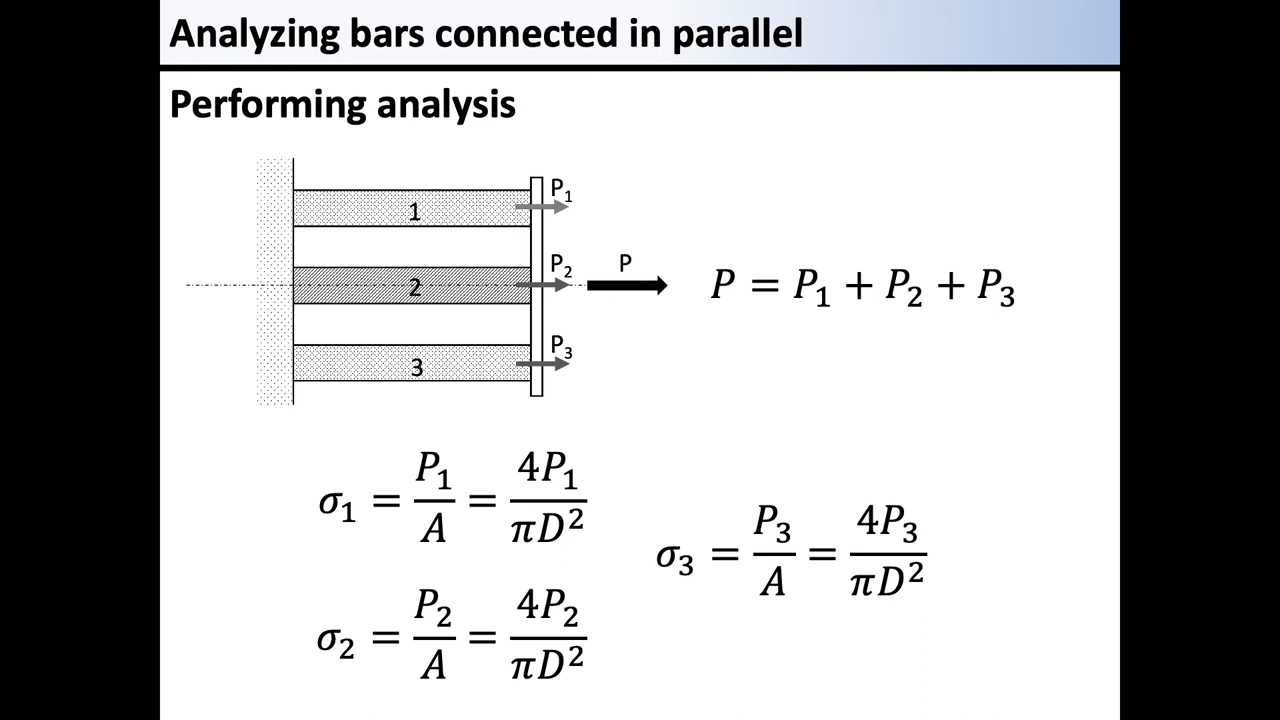 Analyzing bars connected in parallel
Performing analysis
P₁
1
P₂
P
2
P = P₁ + P₂ + P₃
P₃
3
σ₁ = P₁/A = 4P₁/πD²
σ₃ = P₃/A = 4P₃/πD²
σ₂ = P₂/A = 4P₂/πD²